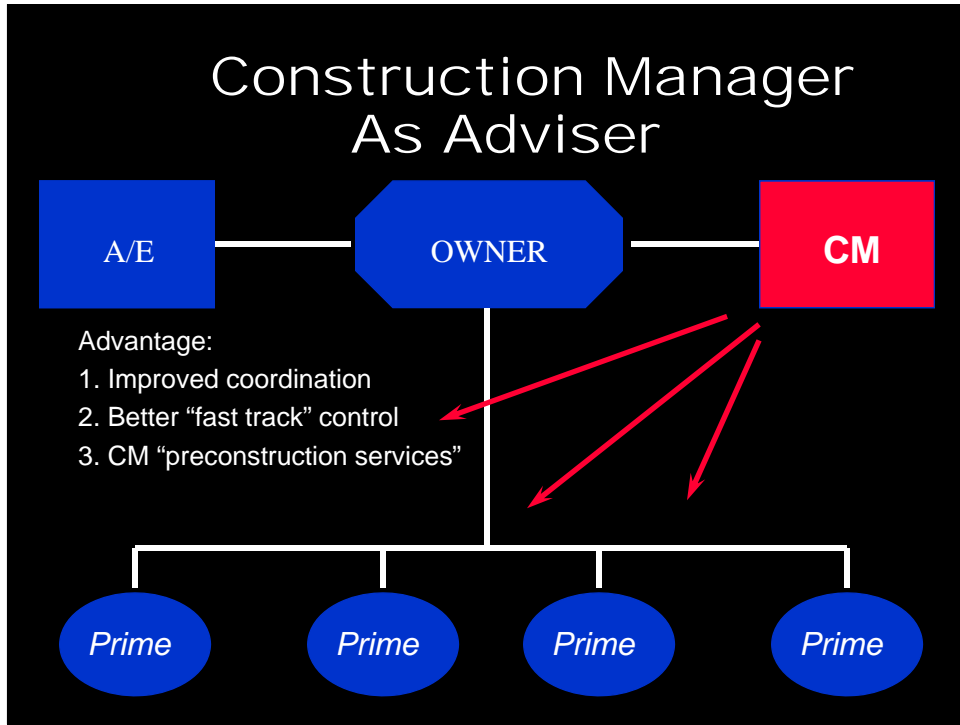 Construction Manager
As Adviser
A/E
OWNER
CM
Advantage:
1. Improved coordination
2. Better “fast track” control
3. CM “preconstruction services”
Prime
Prime
Prime
Prime